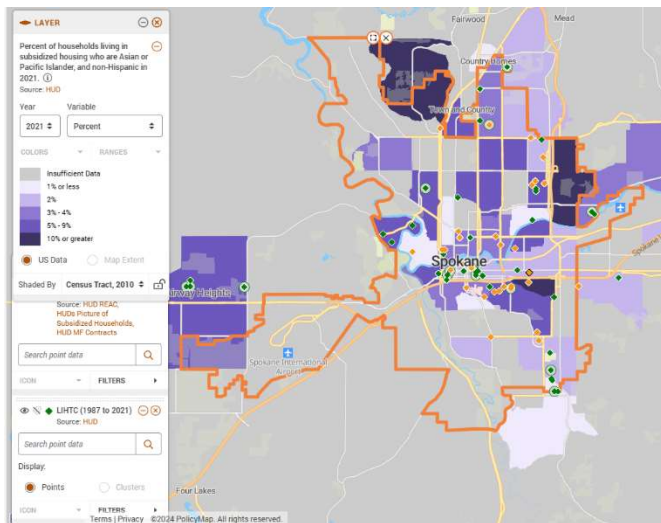 LAYER
Percent of households living in
subsidized housing who are Asian or
Pacific Islander, and non-Hispanic in
2021.
Source: HUD
Year Variable
2021 Percent
COLORS RANGES
Insufficient Data
1% or less
2%
3% - 4%
5% - 9%
10% or greater
US Data Map Extent
Shaded By Census Tract, 2010
Source: HUD REAC,
HUDs Picture of
Subsidized Households,
HUD MF Contracts
Search point data
ICON FILTERS
LIHTC (1987 to 2021)
Source: HUD
Search point data
Display:
Points Clusters
ICON FILTERS
Fairwood
Mead
Country Homes
Town and Country
Spokane
irway Heights
Spokane International
Airport
Four Lakes
Terms | Privacy ©2024 PolicyMap. All rights reserved.